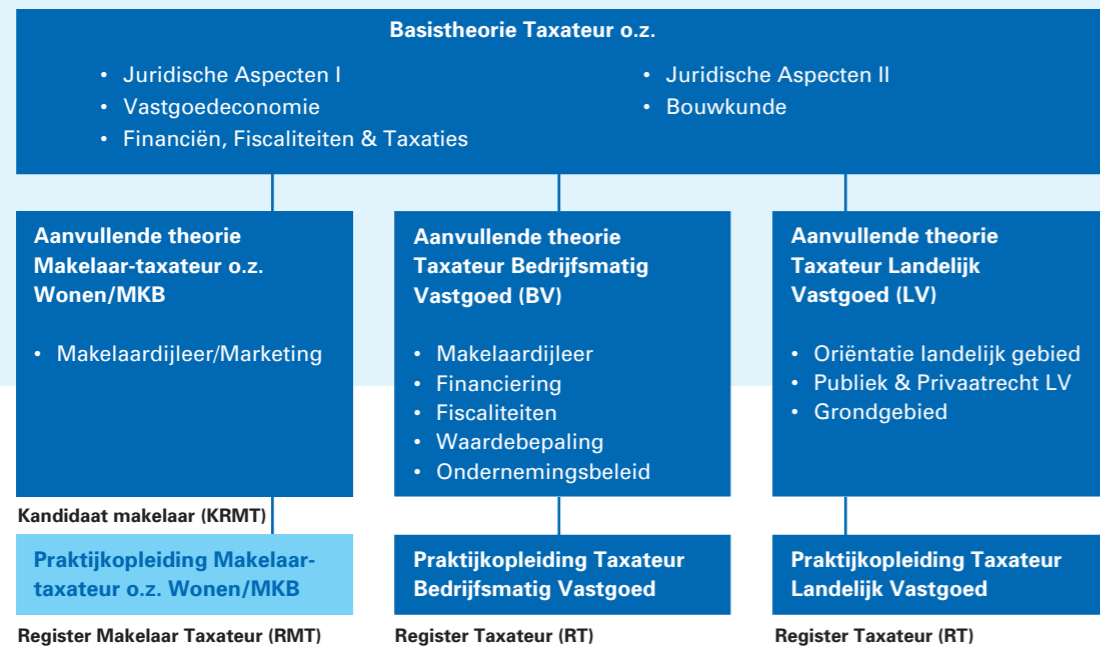 Basistheorie Taxateur o.z.
• Juridische Aspecten I
• Vastgoedeconomie
• Financiën, Fiscaliteiten & Taxaties
• Juridische Aspecten II
• Bouwkunde
Aanvullende theorie
Makelaar-taxateur o.z.
Wonen/MKB
• Makelaardijleer/Marketing
Kandidaat makelaar (KRMT)
Praktijkopleiding Makelaar-
taxateur o.z. Wonen/MKB
Register Makelaar Taxateur (RMT)
Aanvullende theorie
Taxateur Bedrijfsmatig
Vastgoed (BV)
• Makelaardijleer
• Financiering
• Fiscaliteiten
• Waardebepaling
• Ondernemingsbeleid
Praktijkopleiding Taxateur
Bedrijfsmatig Vastgoed
Register Taxateur (RT)
Aanvullende theorie
Taxateur Landelijk
Vastgoed (LV)
• Oriëntatie landelijk gebied
• Publiek & Privaatrecht LV
• Grondgebied
Praktijkopleiding Taxateur
Landelijk Vastgoed
Register Taxateur (RT)